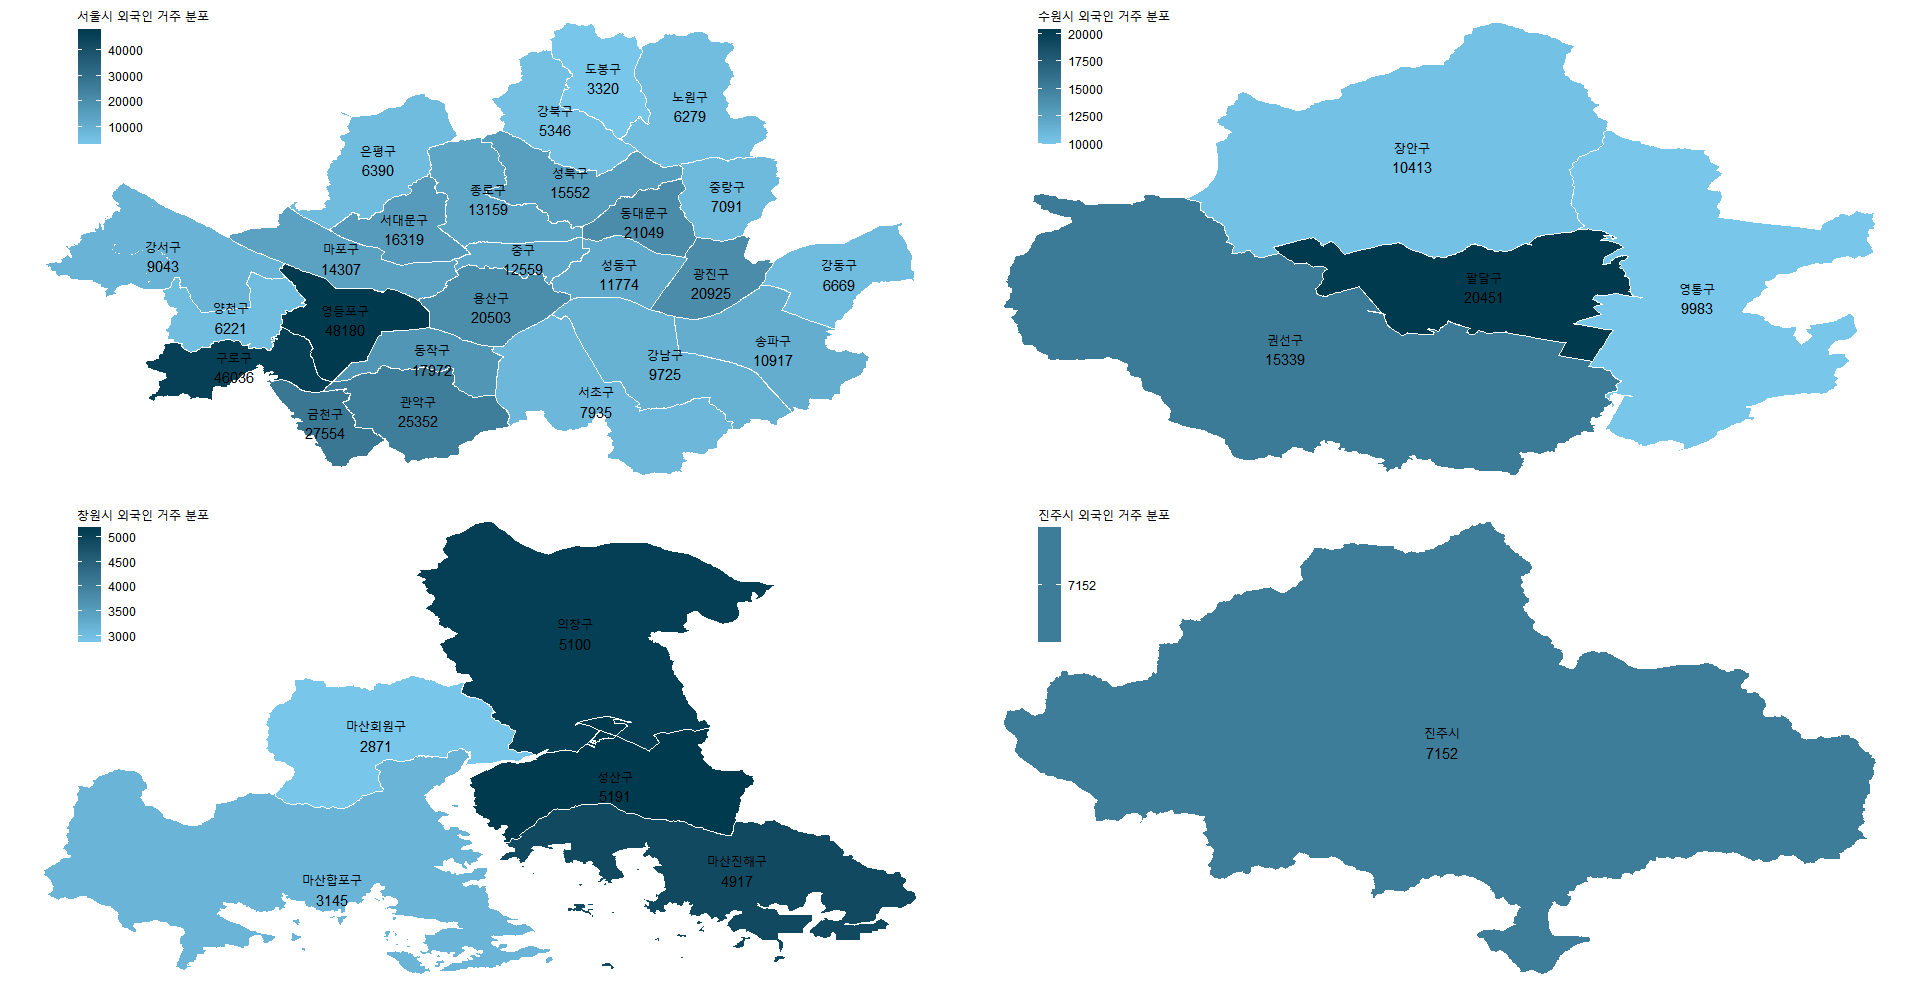 서울시 외국인 거주 분포
40000
30000
20000
10000
도봉구
3320
노원구
6279
강북구
5346
은평구
6390
성북구
15552
종로구
13159
중랑구
7091
서대문구
16319
동대문구
21049
강서구
9043
마포구
14307
중구
12559
성동구
11774
광진구
20925
강동구
6669
양천구
6221
영등포구
48180
용산구
20503
구로구
46036
동작구
17972
강남구
9725
송파구
10917
금천구
27554
관악구
25352
서초구
7935
수원시 외국인 거주 분포
20000
17500
15000
12500
10000
장안구
10413
팔달구
20451
영통구
9983
권선구
15339
창원시 외국인 거주 분포
5000
4500
4000
3500
3000
의창구
5100
마산회원구
2871
성산구
5191
마산진해구
4917
마산합포구
3145
진주시 외국인 거주 분포
7152
진주시
7152